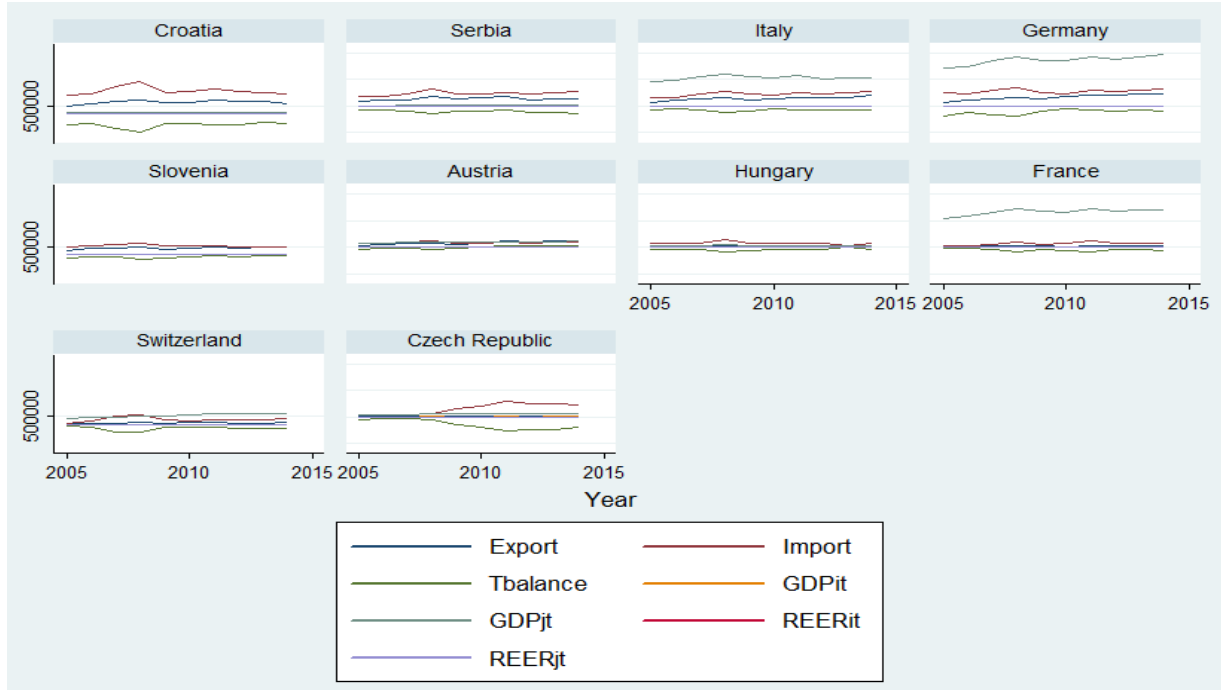 Croatia Serbia Italy Germany
500000
Slovenia Austria Hungary France
500000
2005 2010 2015 2005 2010 2015
Switzerland Czech Republic
500000
2005 2010 2015 2005 2010 2015
Year
Export Import
Tbalance GDPit
GDPjt REERit
REERjt